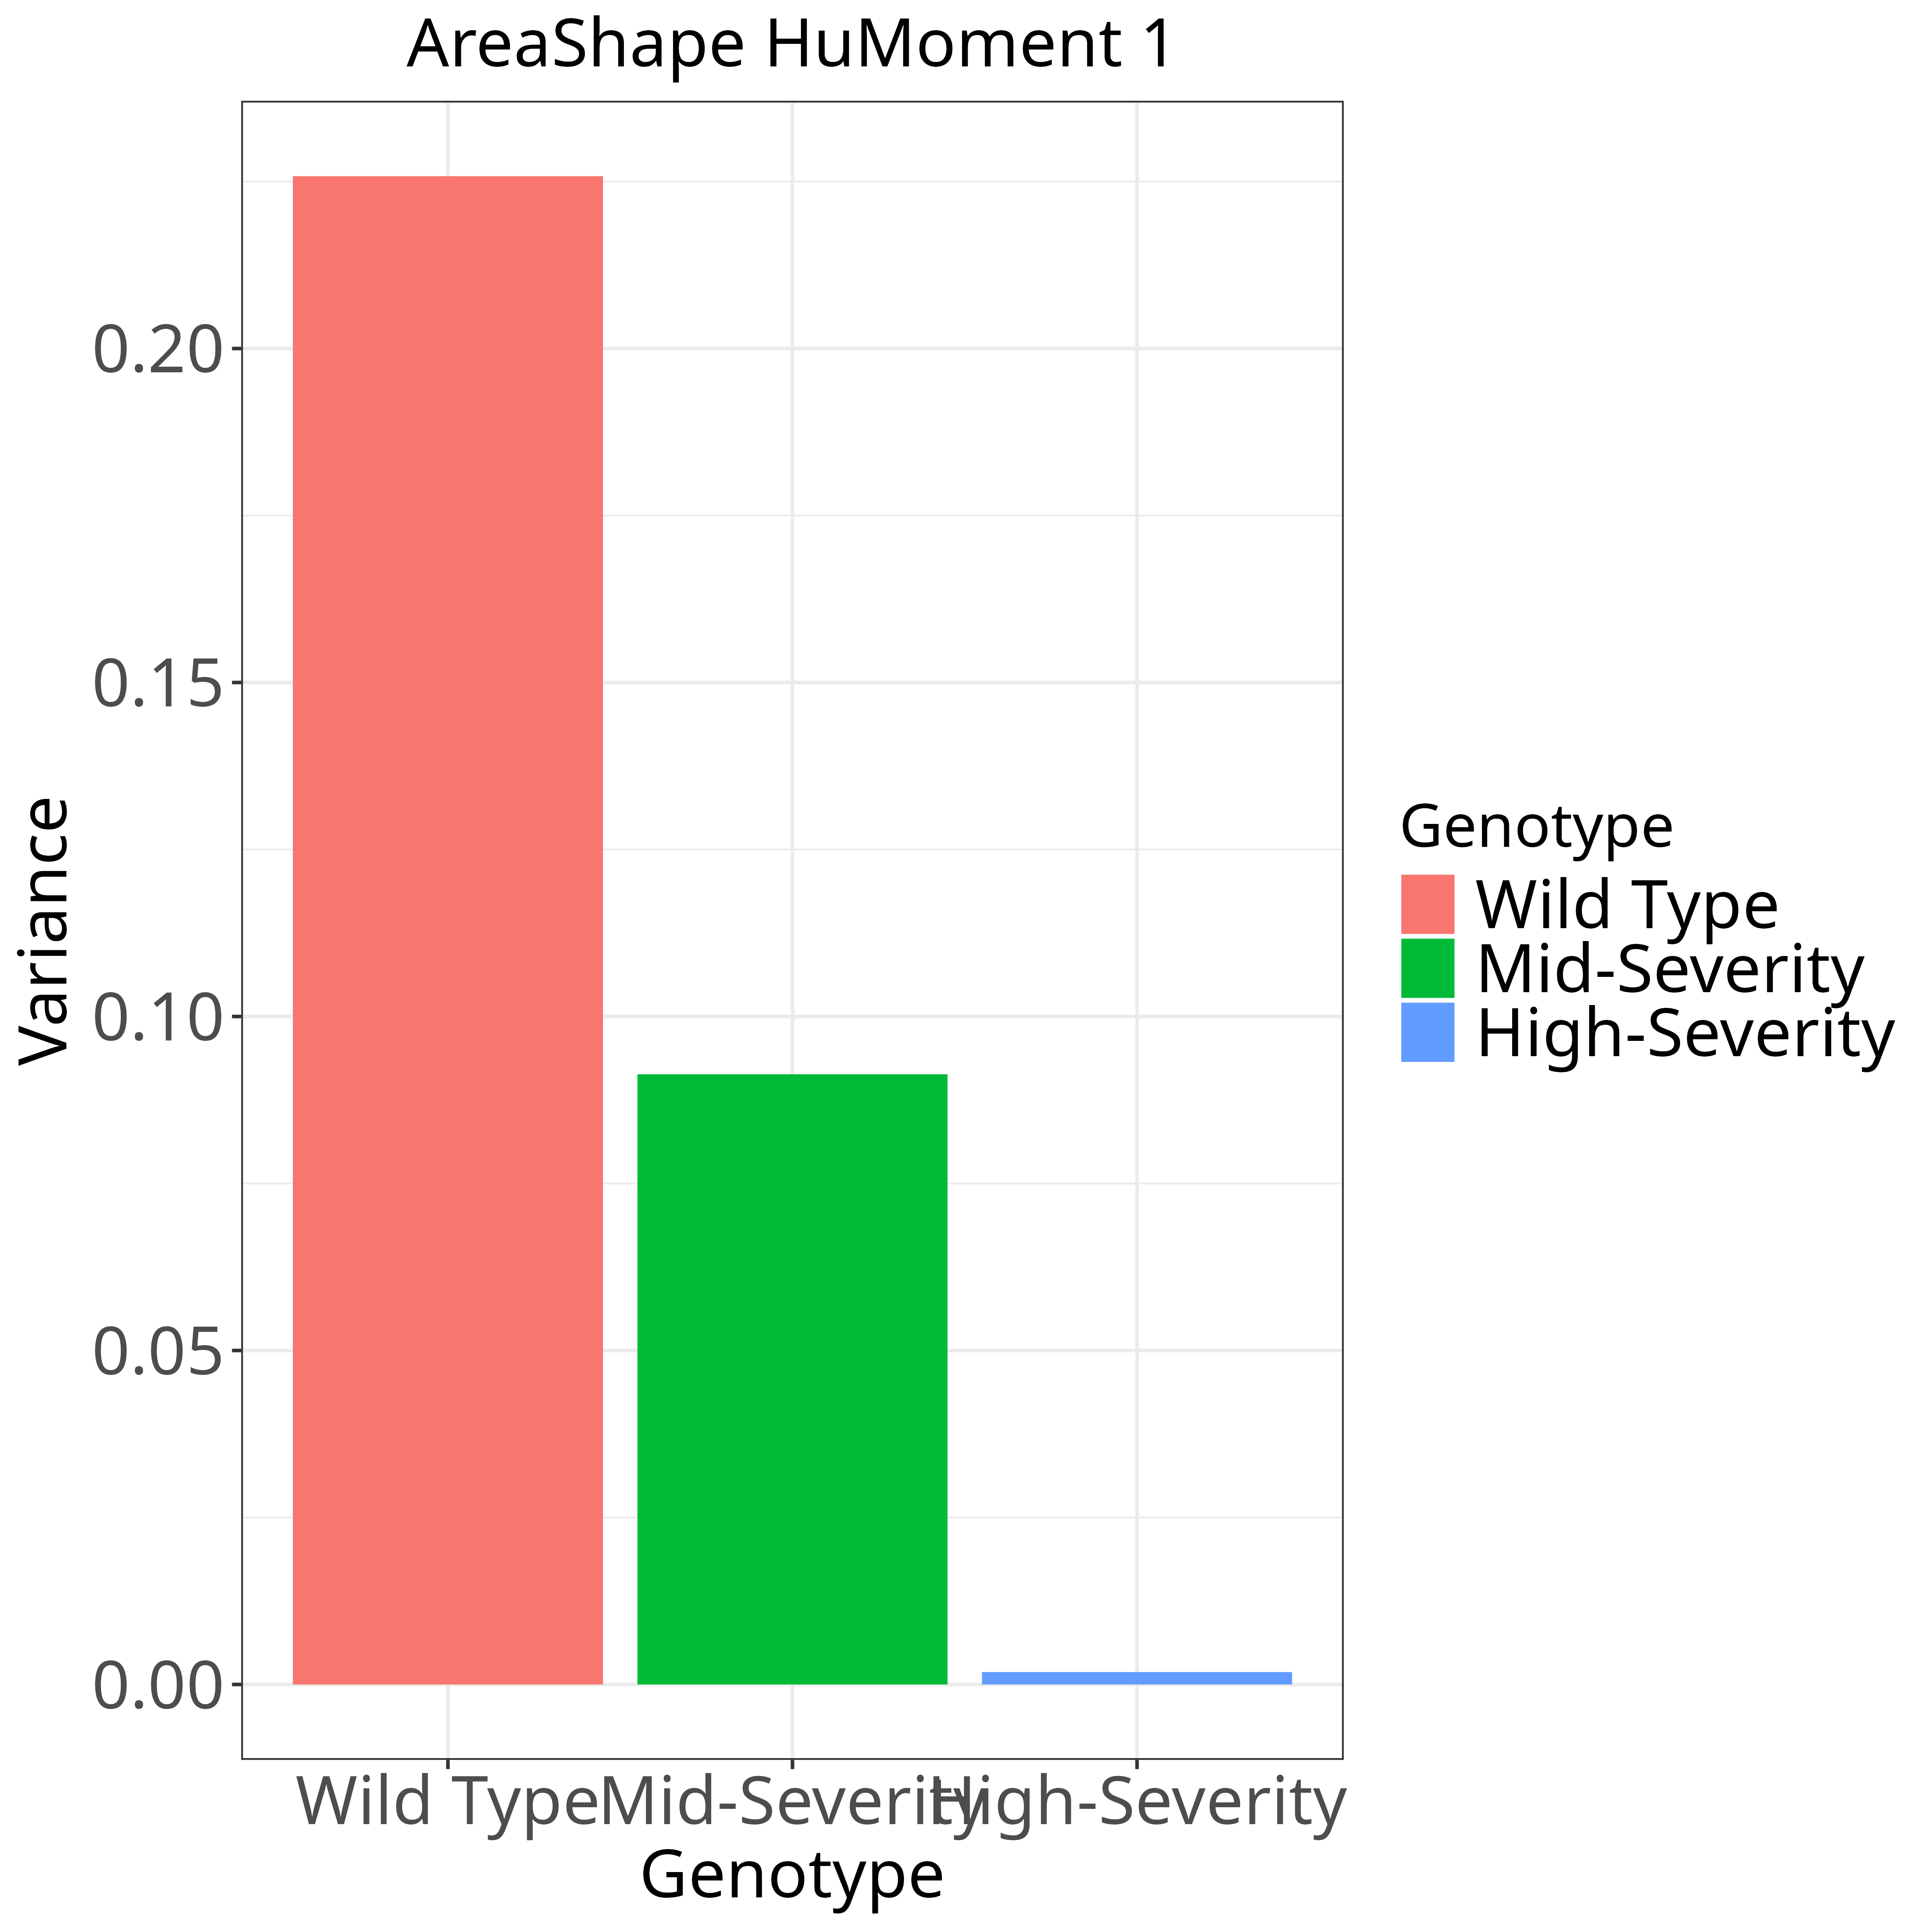 AreaShape HuMoment 1
Variance
0.20
0.15
0.10
0.05
0.00
Wild Type Mid-Severity High-Severity
Genotype
Genotype
Wild Type
Mid-Severity
High-Severity